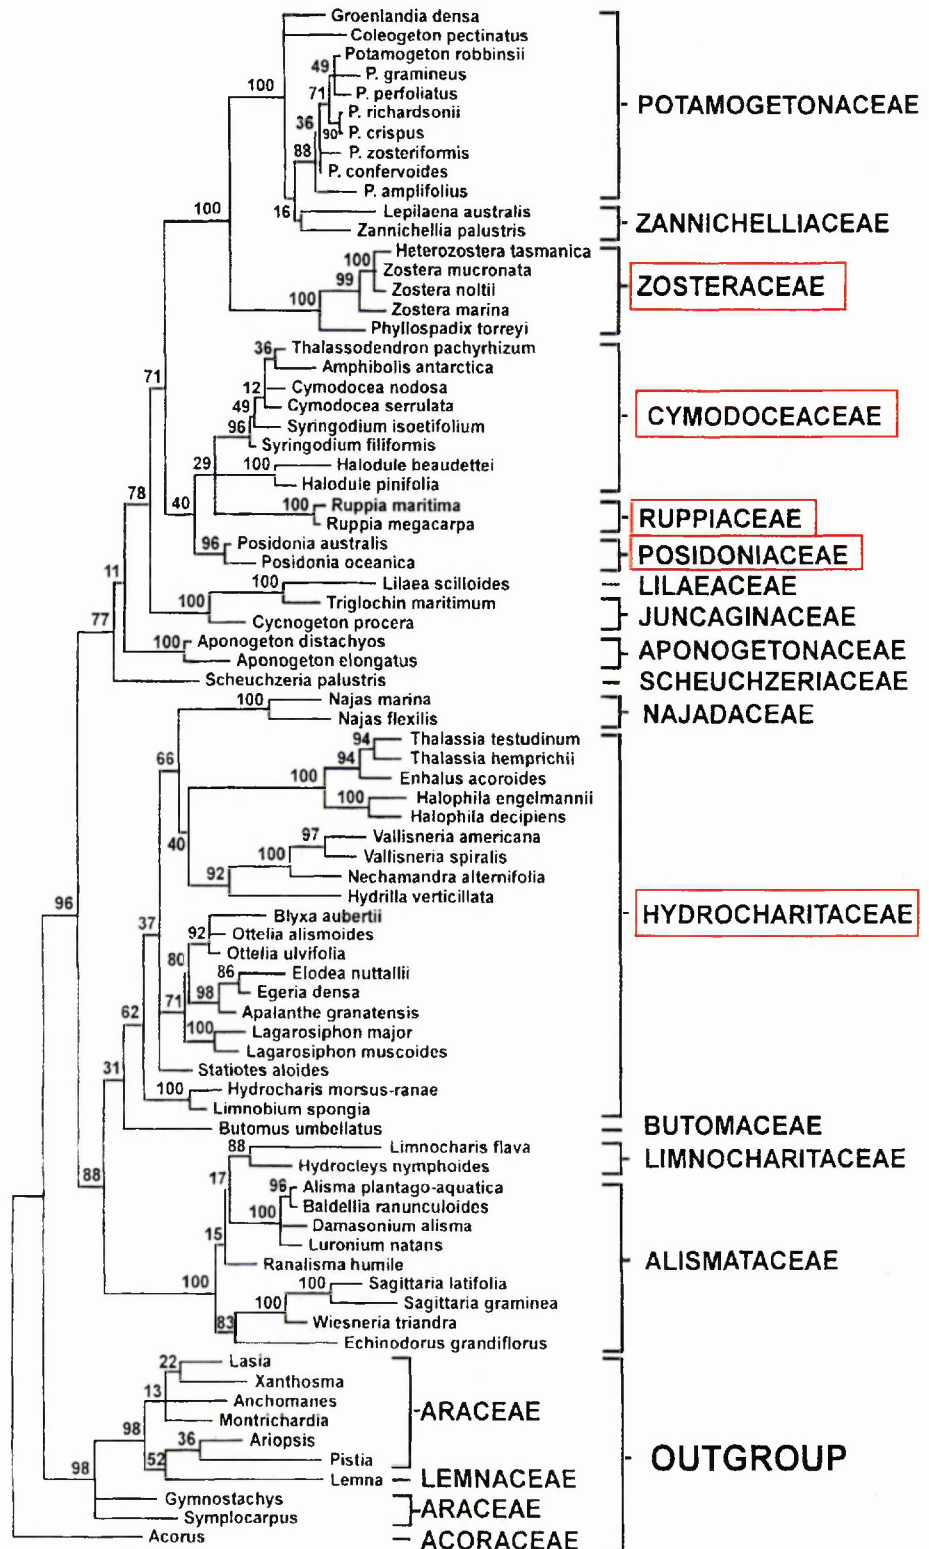 Groenlandia densa
Coleogeton pectinatus
Potamogeton robbinsii
49
P. gramineus
100
71
P. perfoliatus
POTAMOGETONACEAE
P. richardsonii
36
90
P. crispus
88
P. zosteriformis
P. confervoides
P. amplifolius
100
16
Lepilaena australis
ZANNICHELLIACEAE
Zannichellia palustris
Heterozostera tasmanica
100
Zostera mucronata
99
Zostera noltii
ZOSTERACEAE
100
Zostera marina
Phyllospadix torreyi
36
Thalassodendron pachyrhizum
Amphibolis antarctica
71
12
Cymodocea nodosa
49
Cymodocea serrulata
CYMODOCEACEAE
96
Syringodium isoetifolium
Syringodium filiformis
29
100
Halodule beaudettei
Halodule pinifolia
78
40
100
Ruppia maritima
RUPPIACEAE
Ruppia megacarpa
96
Posidonia australis
POSIDONIACEAE
Posidonia oceanica
11
100
Lilaea scilloides
LILAEACEAE
100
Triglochin maritimum
JUNCAGINACEAE
Cycnogeton procera
77
100
Aponogeton distachyos
APONOGETONACEAE
Aponogeton elongatus
Scheuchzeria palustris
SCHEUCHZERIACEAE
100
Najas marina
NAJADACEAE
Najas flexilis
94
Thalassia testudinum
66
94
Thalassia hemprichii
100
Enhalus acoroides
100
Halophila engelmannii
Halophila decipiens
40
97
Vallisneria americana
100
Vallisneria spiralis
92
Nechamandra alternifolia
Hydrilla verticillata
96
HYDROCHARITACEAE
Blyxa aubertii
37
92
Ottelia alismoides
80
Ottelia ulvifolia
86
Elodea nuttallii
71
98
Egeria densa
Apalanthe granatensis
62
100
Lagarosiphon major
Lagarosiphon muscoides
31
Statiotes aloides
100
Hydrocharis morsus-ranae
Limnobium spongia
Butomus umbellatus
BUTOMACEAE
88
Limnocharis flava
LIMNOCHARITACEAE
88
17
Hydrocleys nymphoides
96
Alisma plantago-aquatica
Baldellia ranunculoides
100
Damasonium alisma
15
Luronium natans
ALISMATACEAE
Ranalisma humile
100
100
Sagittaria latifolia
100
Sagittaria graminea
83
Wiesneria triandra
Echinodorus grandiflorus
22
Lasia
Xanthosma
13
Anchomanes
ARACEAE
Montrichardia
98
36
Ariopsis
52
Pistia
OUTGROUP
98
Lemna
LEMNACEAE
Gymnostachys
ARACEAE
Symplocarpus
Acorus
ACORACEAE